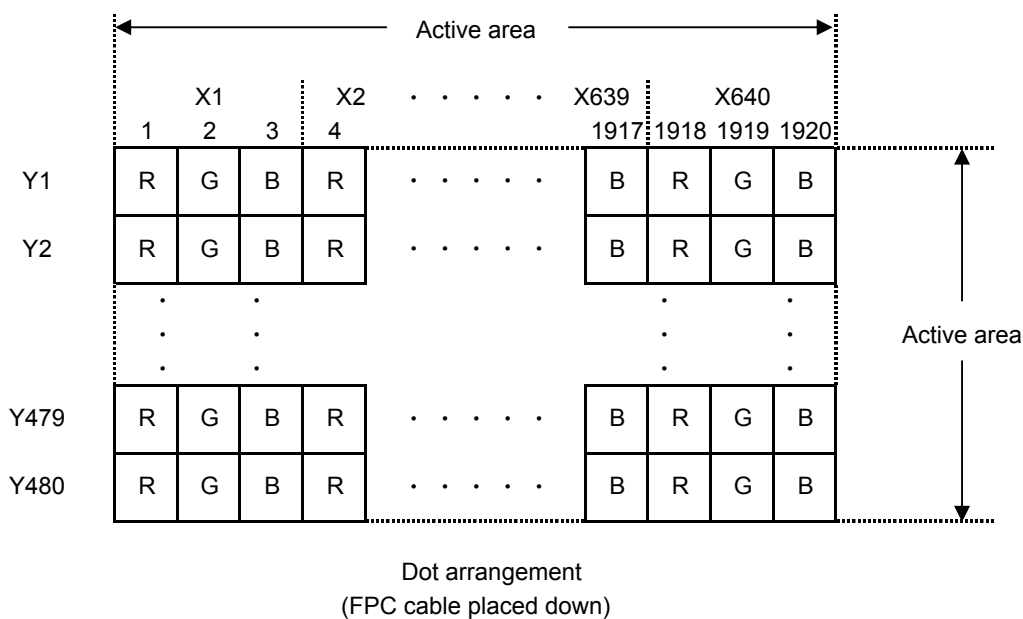 Active area
X1 X2 ・ ・ ・ ・ ・ X639 X640
1 2 3 4 1917 1918 1919 1920
Y1 R G B R ・ ・ ・ ・ ・ B R G B
Y2 R G B R ・ ・ ・ ・ ・ B R G B
・ ・ ・ ・
・ ・ ・ ・
Active area
・ ・ ・ ・
Y479 R G B R ・ ・ ・ ・ ・ B R G B
Y480 R G B R ・ ・ ・ ・ ・ B R G B
Dot arrangement
(FPC cable placed down)